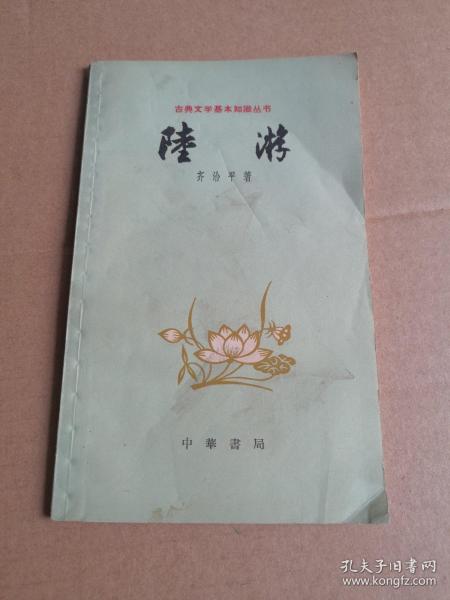 古典文学基本知识丛书
陸游
齐治平著
中華書局
孔夫子旧书网
www.kongfz.com